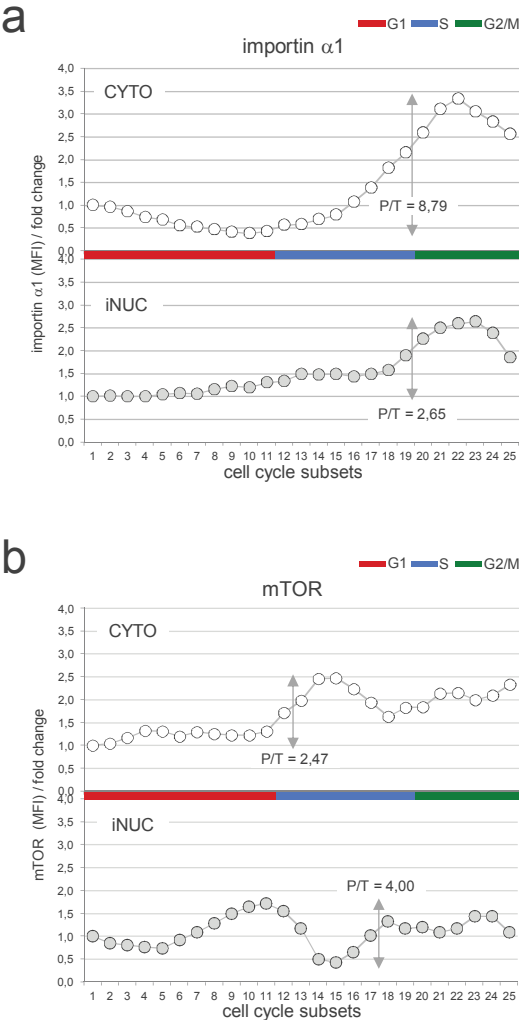 a
G1 S G2/M
importin α1
4,0
CYTO
3,5
3,0
2,5
2,0
1,5
1,0
P/T = 8,79
0,5
0,0
importin α1 (MFI) / fold change
4,0
iNUC
3,5
3,0
2,5
2,0
1,5
1,0
P/T = 2,65
0,5
0,0
1 2 3 4 5 6 7 8 9 10 11 12 13 14 15 16 17 18 19 20 21 22 23 24 25
cell cycle subsets
b
G1 S G2/M
mTOR
4,0
CYTO
3,5
3,0
2,5
2,0
1,5
1,0
P/T = 2,47
0,5
0,0
mTOR (MFI) / fold change
4,0
iNUC
3,5
3,0
2,5
2,0
P/T = 4,00
1,5
1,0
0,5
0,0
1 2 3 4 5 6 7 8 9 10 11 12 13 14 15 16 17 18 19 20 21 22 23 24 25
cell cycle subsets